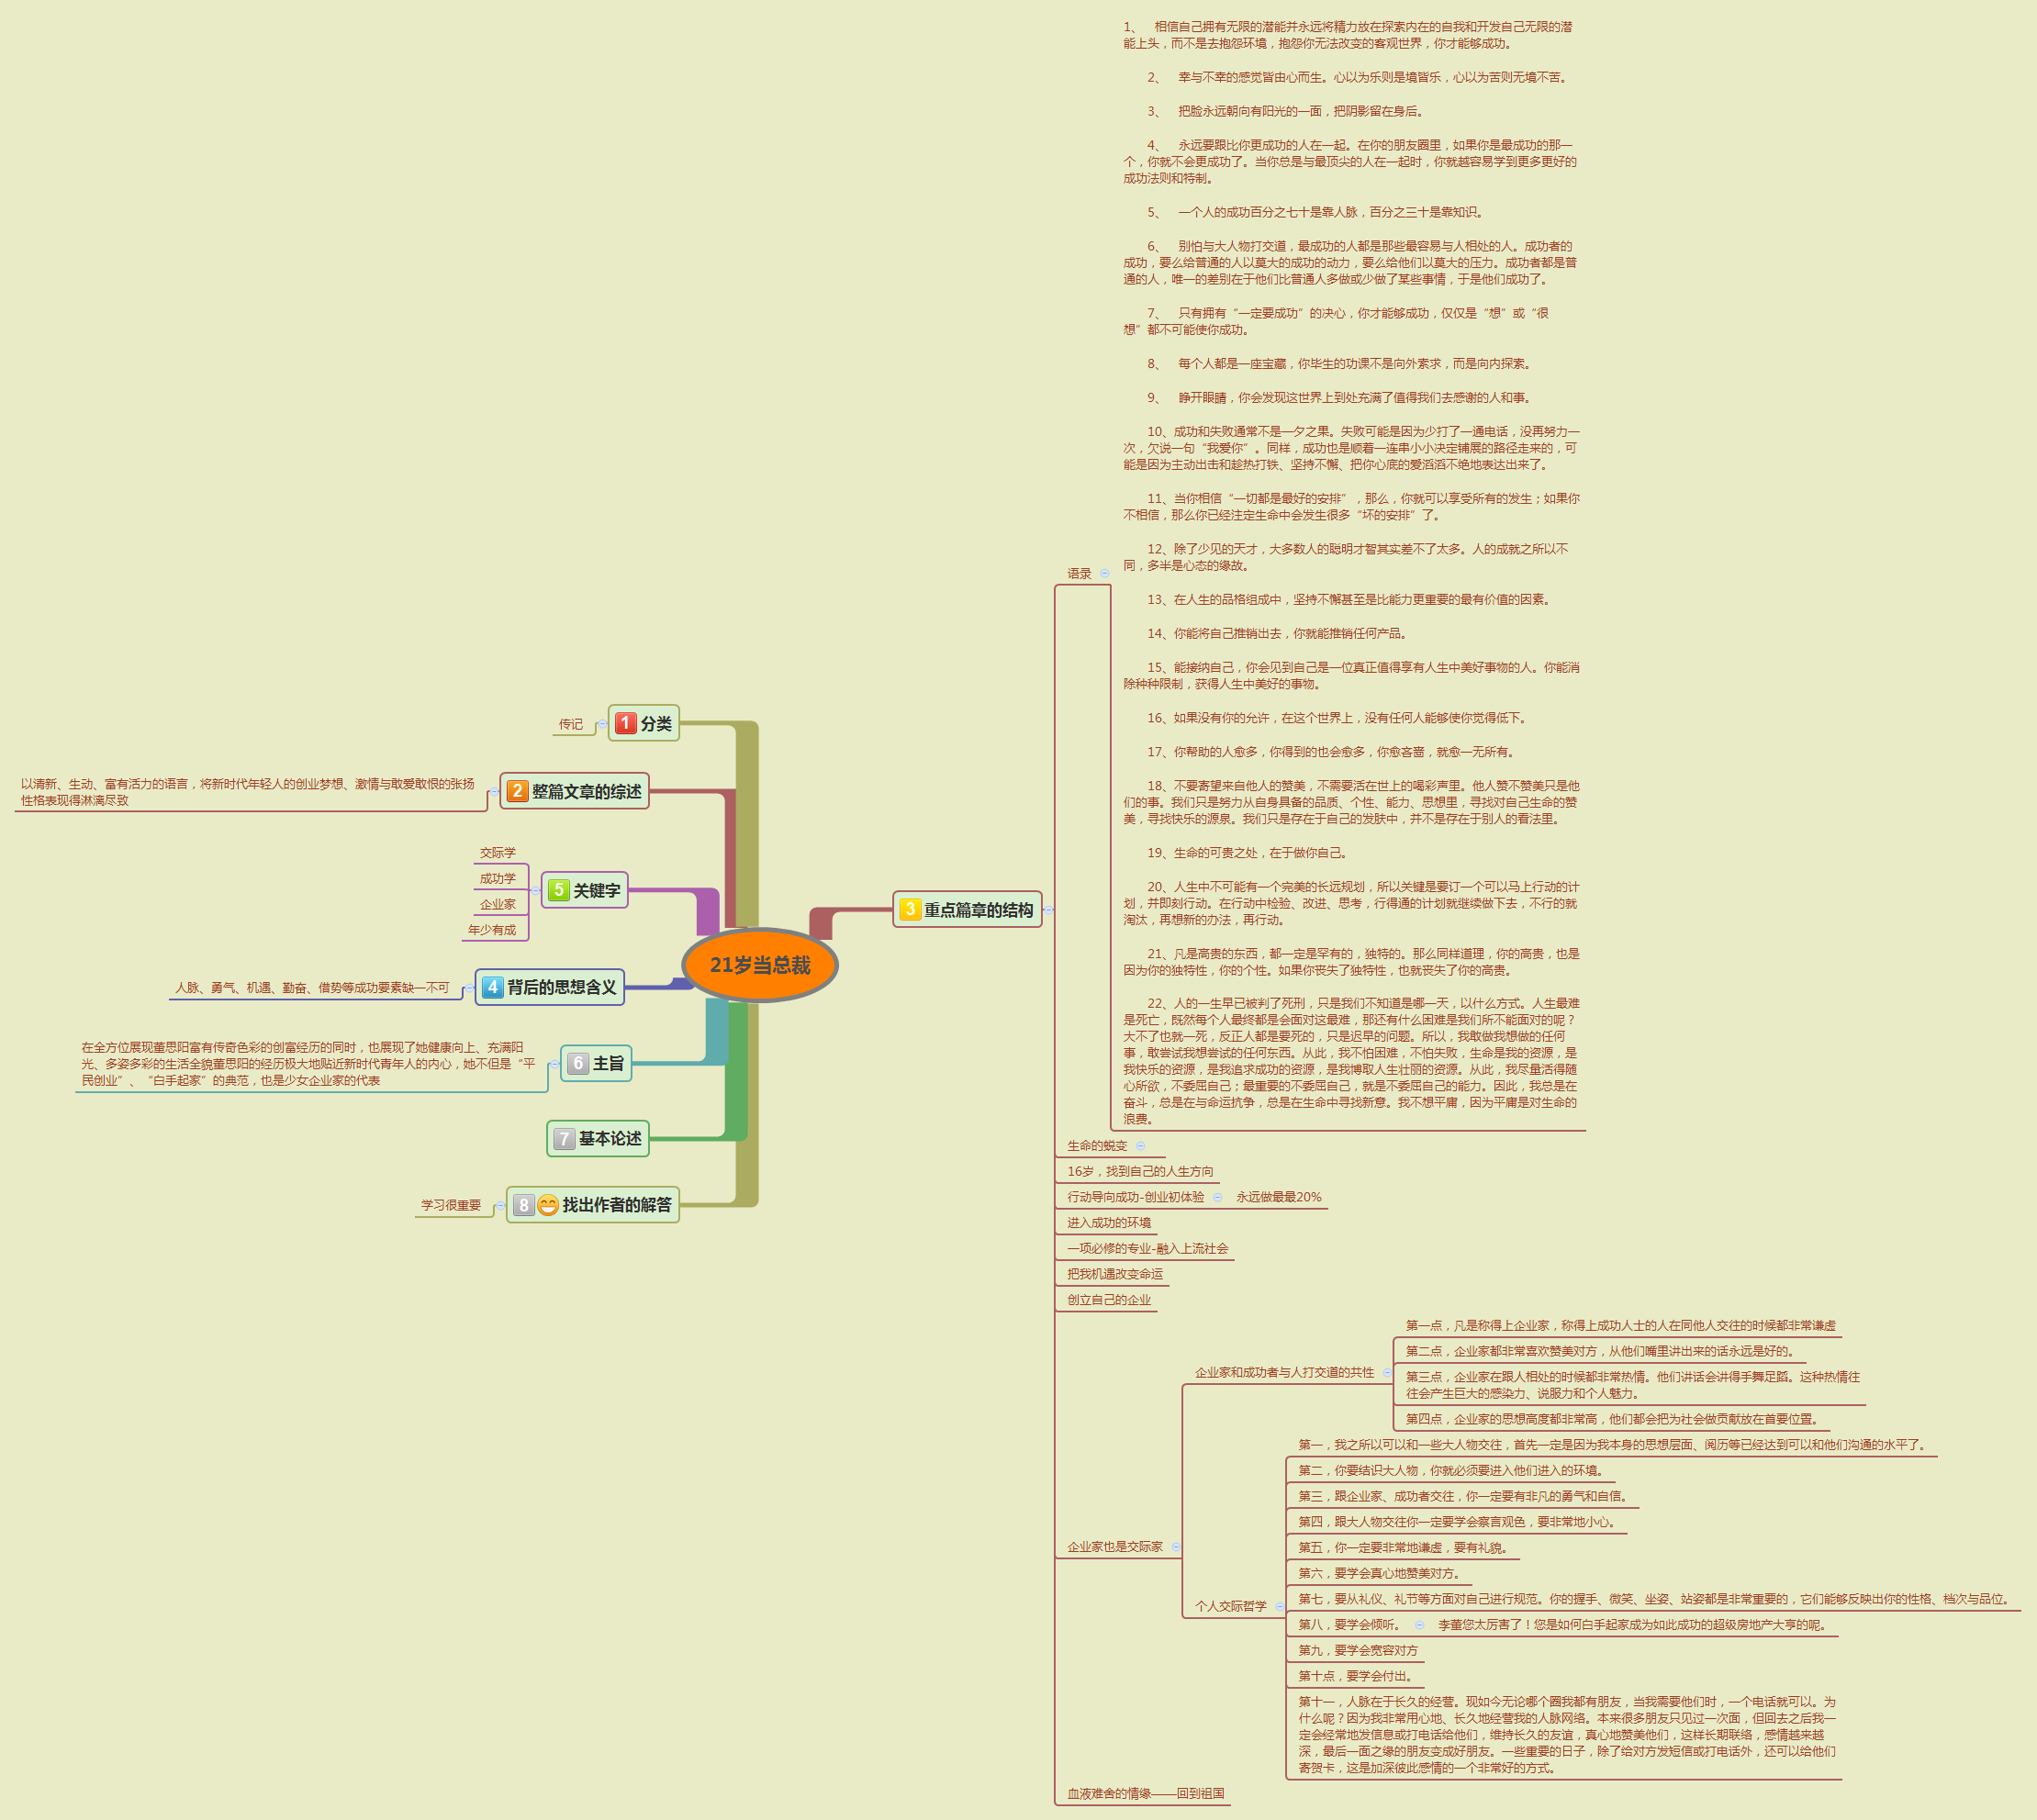 21岁当总裁
1 分类
传记
2 整篇文章的综述
以清新、生动、富有活力的语言，将新时代年轻人的创业梦想、激情与敢爱敢恨的张扬
性格表现得淋漓尽致
5 关键字
交际学
成功学
企业家
年少有成
4 背后的思想含义
人脉、勇气、机遇、勤奋、借势等成功要素缺一不可
6 主旨
在全方位展现董思阳富有传奇色彩的创富经历的同时，也展现了她健康向上、充满阳
光、多姿多彩的生活全貌董思阳的经历极大地贴近新时代青年人的内心，她不但是“平
民创业”、“白手起家”的典范，也是少女企业家的代表
7 基本论述
8 找出作者的解答
学习很重要
3 重点篇章的结构
语录
1、 相信自己拥有无限的潜能并永远将精力放在探索内在的自我和开发自己无限的潜
能上头，而不是去抱怨环境，抱怨你无法改变的客观世界，你才能够成功。
2、 幸与不幸的感觉皆由心而生。心以为乐则是境皆乐，心以为苦则无境不苦。
3、 把脸永远朝向有阳光的一面，把阴影留在身后。
4、 永远要跟比你更成功的人在一起。在你的朋友圈里，如果你是最成功的那一
个，你就不会更成功了。当你总是与最顶尖的人在一起时，你就越容易学到更多更好的
成功法则和特制。
5、 一个人的成功百分之七十是靠人脉，百分之三十是靠知识。
6、 别怕与大人物打交道，最成功的人都是那些最容易与人相处的人。成功者的
成功，要么给普通的人以莫大的成功的动力，要么给他们以莫大的压力。成功者都是普
通的人，唯一的差别在于他们比普通人多做或少做了某些事情，于是他们成功了。
7、 只有拥有“一定要成功”的决心，你才能够成功，仅仅是“想”或“很
想”都不可能使你成功。
8、 每个人都是一座宝藏，你毕生的功课不是向外索求，而是向内探索。
9、 睁开眼睛，你会发现这世界上到处充满了值得我们去感谢的人和事。
10、成功和失败通常不是一夕之果。失败可能是因为少打了一通电话，没再努力一
次，欠说一句“我爱你”。同样，成功也是顺着一连串小小决定铺展的路径走来的，可
能是因为主动出击和趁热打铁、坚持不懈、把你心底的爱滔滔不绝地表达出来了。
11、当你相信“一切都是最好的安排”，那么，你就可以享受所有的发生；如果你
不相信，那么你已经注定生命中会发生很多“坏的安排”了。
12、除了少见的天才，大多数人的聪明才智其实差不了太多。人的成就之所以不
同，多半是心态的缘故。
13、在人生的品格组成中，坚持不懈甚至是比能力更重要的最有价值的因素。
14、你能将自己推销出去，你就能推销任何产品。
15、能接纳自己，你会见到自己是一位真正值得享有人生中美好事物的人。你能消
除种种限制，获得人生中美好的事物。
16、如果没有你的允许，在这个世界上，没有任何人能够使你觉得低下。
17、你帮助的人愈多，你得到的也会愈多，你愈吝啬，就愈一无所有。
18、不要寄望来自他人的赞美，不需要活在世上的喝彩声里。他人赞不赞美只是他
们的事。我们只是努力从自身具备的品质、个性、能力、思想里，寻找对自己生命的赞
美，寻找快乐的源泉。我们只是存在于自己的发肤中，并不是存在于别人的看法里。
19、生命的可贵之处，在于做你自己。
20、人生中不可能有一个完美的长远规划，所以关键是要订一个可以马上行动的计
划，并即刻行动。在行动中检验、改进、思考，行得通的计划就继续做下去，不行的就
淘汰，再想新的办法，再行动。
21、凡是高贵的东西，都一定是罕有的，独特的。那么同样道理，你的高贵，也是
因为你的独特性，你的个性。如果你丧失了独特性，也就丧失了你的高贵。
22、人的一生早已被判了死刑，只是我们不知道是哪一天，以什么方式。人生最难
是死亡，既然每个人最终都是会面对这最难，那还有什么困难是我们所不能面对的呢？
大不了也就一死，反正人都是要死的，只是迟早的问题。所以，我敢做我想做的任何
事，敢尝试我想尝试的任何东西。从此，我不怕困难，不怕失败，生命是我的资源，是
我快乐的资源，是我追求成功的资源，是我博取人生壮丽的资源。从此，我尽量活得随
心所欲，不委屈自己；最重要的不委屈自己，就是不委屈自己的能力。因此，我总是在
奋斗，总是在与命运抗争，总是在生命中寻找新意。我不想平庸，因为平庸是对生命的
浪费。
生命的蜕变
16岁，找到自己的人生方向
行动导向成功-创业初体验
永远做最最20%
进入成功的环境
一项必修的专业-融入上流社会
把我机遇改变命运
创立自己的企业
企业家也是交际家
企业家和成功者与人打交道的共性
第一点，凡是称得上企业家，称得上成功人士的人在同他人交往的时候都非常谦虚
第二点，企业家都非常喜欢赞美对方，从他们嘴里讲出来的话永远是好的。
第三点，企业家在跟人相处的时候都非常热情。他们讲话会讲得手舞足蹈。这种热情往
往会产生巨大的感染力、说服力和个人魅力。
第四点，企业家的思想高度都非常高，他们都会把为社会做贡献放在首要位置。
个人交际哲学
第一，我之所以可以和一些大人物交往，首先一定是因为我本身的思想层面、阅历等已经达到可以和他们沟通的水平了。
第二，你要结识大人物，你就必须要进入他们进入的环境。
第三，跟企业家、成功者交往，你一定要有非凡的勇气和自信。
第四，跟大人物交往你一定要学会察言观色，要非常地小心。
第五，你一定要非常地谦虚，要有礼貌。
第六，要学会真心地赞美对方。
第七，要从礼仪、礼节等方面对自己进行规范。你的握手、微笑、坐姿、站姿都是非常重要的，它们能够反映出你的性格、档次与品位。
第八，要学会倾听。
李董您太厉害了！您是如何白手起家成为如此成功的超级房地产大亨的呢。
第九，要学会宽容对方
第十点，要学会付出。
第十一，人脉在于长久的经营。现如今无论哪个圈我都有朋友，当我需要他们时，一个电话就可以。为
什么呢？因为我非常用心地、长久地经营我的人脉网络。本来很多朋友只见过一次面，但回去之后我一
定会经常地发信息或打电话给他们，维持长久的友谊，真心地赞美他们，这样长期联络，感情越来越
深，最后一面之缘的朋友变成好朋友。一些重要的日子，除了给对方发短信或打电话外，还可以给他们
寄贺卡，这是加深彼此感情的一个非常好的方式。
血液难舍的情缘——回到祖国